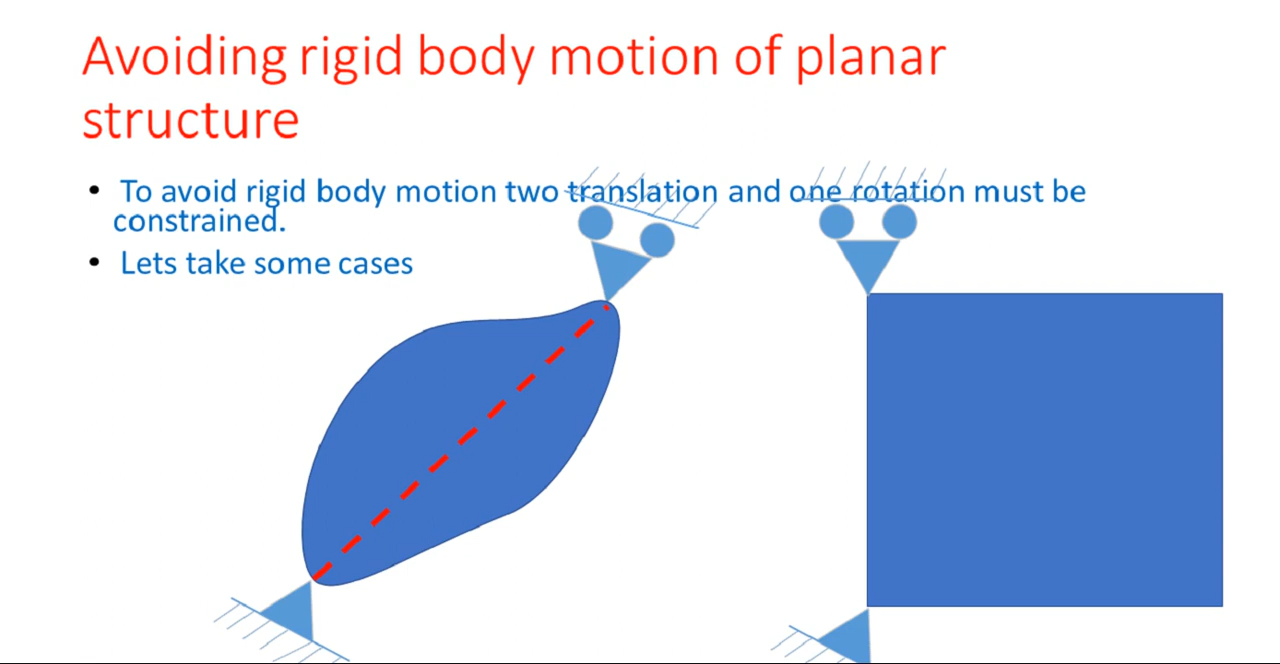 Avoiding rigid body motion of planar
structure
• To avoid rigid body motion two translation and one rotation must be
constrained.
• Lets take some cases